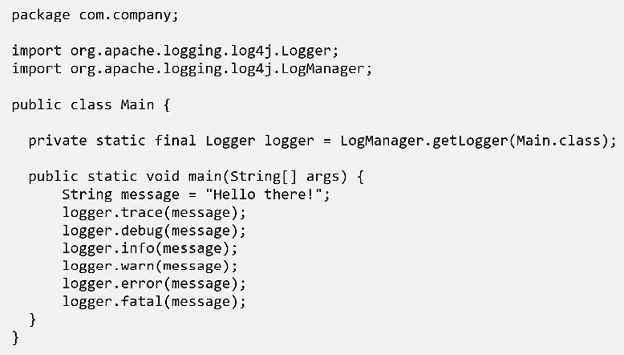 package com.company;
import org.apache.logging.log4j.Logger;
import org.apache.logging.log4j.LogManager;
public class Main {
private static final Logger logger = LogManager.getLogger(Main.class);
public static void main(String[] args) {
String message = "Hello there!";
logger.trace(message);
logger.debug(message);
logger.info(message);
logger.warn(message);
logger.error(message);
logger.fatal(message);
}
}